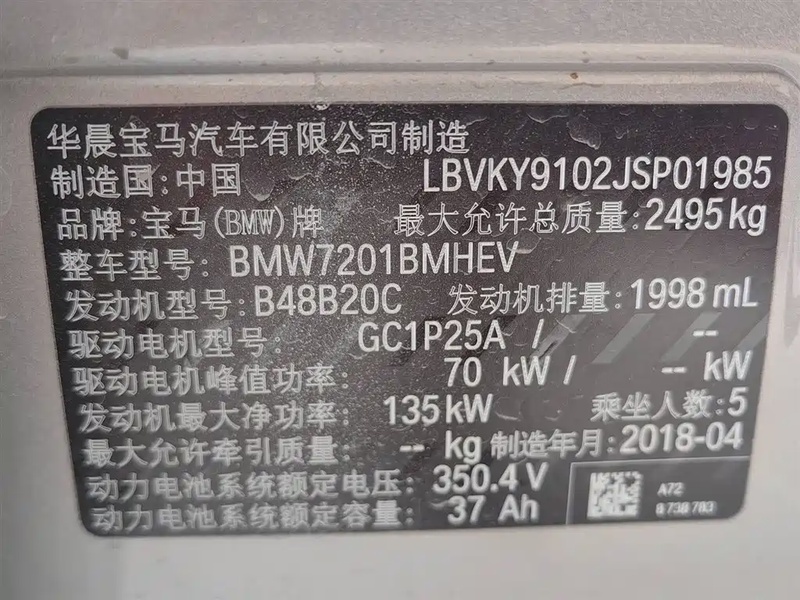 华晨宝马汽车有限公司制造
制造国:中国 LBVKY9102JSP01985
品牌:宝马(BMW)牌 最大允许总质量:2495kg
整车型号:BMW7201BMHEV
发动机型号:B48B20C 发动机排量:1998 mL
驱动电机型号: GC1P25A / --
驱动电机峰值功率: 70 kW / -- kW
发动机最大净功率: 135kW 乘坐人数:5
最大允许牵引质量: -- kg 制造年月:2018-04
动力电池系统额定电压: 350.4 V
动力电池系统额定容量: 37 Ah
A72
8 738 783